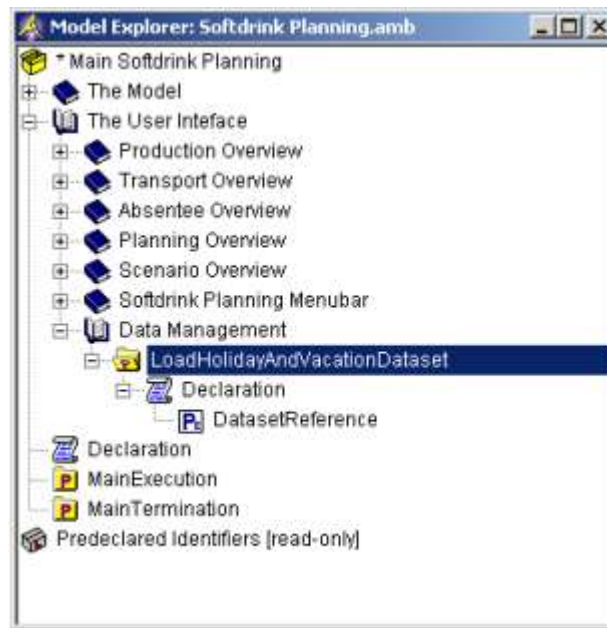 Model Explorer: Softdrink Planning.amb
* Main Softdrink Planning
The Model
The User Inteface
Production Overview
Transport Overview
Absentee Overview
Planning Overview
Scenario Overview
Softdrink Planning Menubar
Data Management
LoadHolidayAndVacationDataset
Declaration
DatasetReference
Declaration
P MainExecution
P MainTermination
Predeclared Identifiers [read-only]